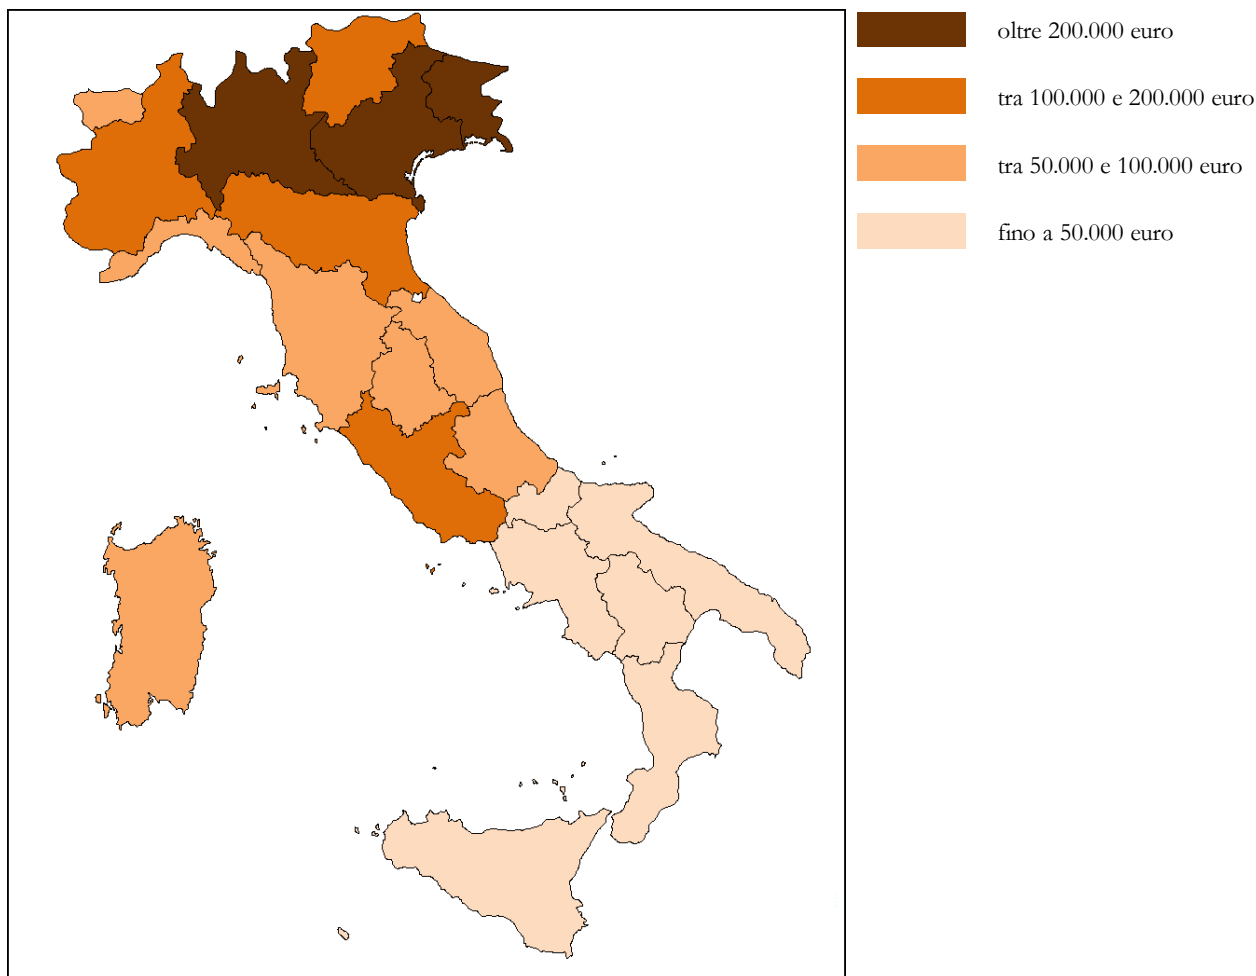 oltre 200.000 euro
tra 100.000 e 200.000 euro
tra 50.000 e 100.000 euro
fino a 50.000 euro